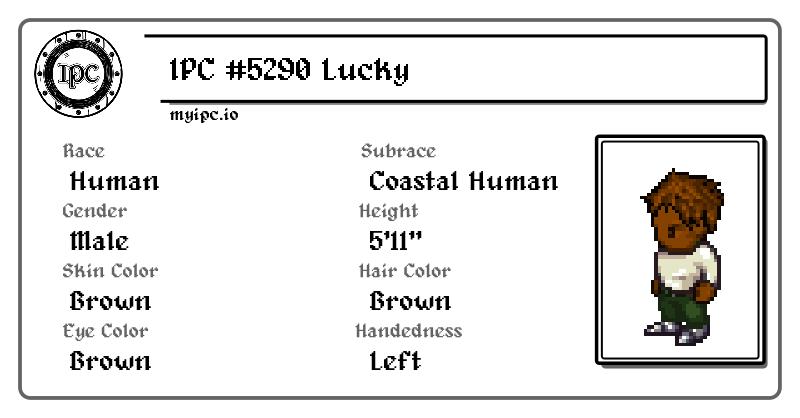 IPC
IPC #5290 Lucky
myipc.io
Race
Subrace
Human
Coastal Human
Gender
Height
Male
5'11"
Skin Color
Hair Color
Brown
Brown
Eye Color
Handedness
Brown
Left